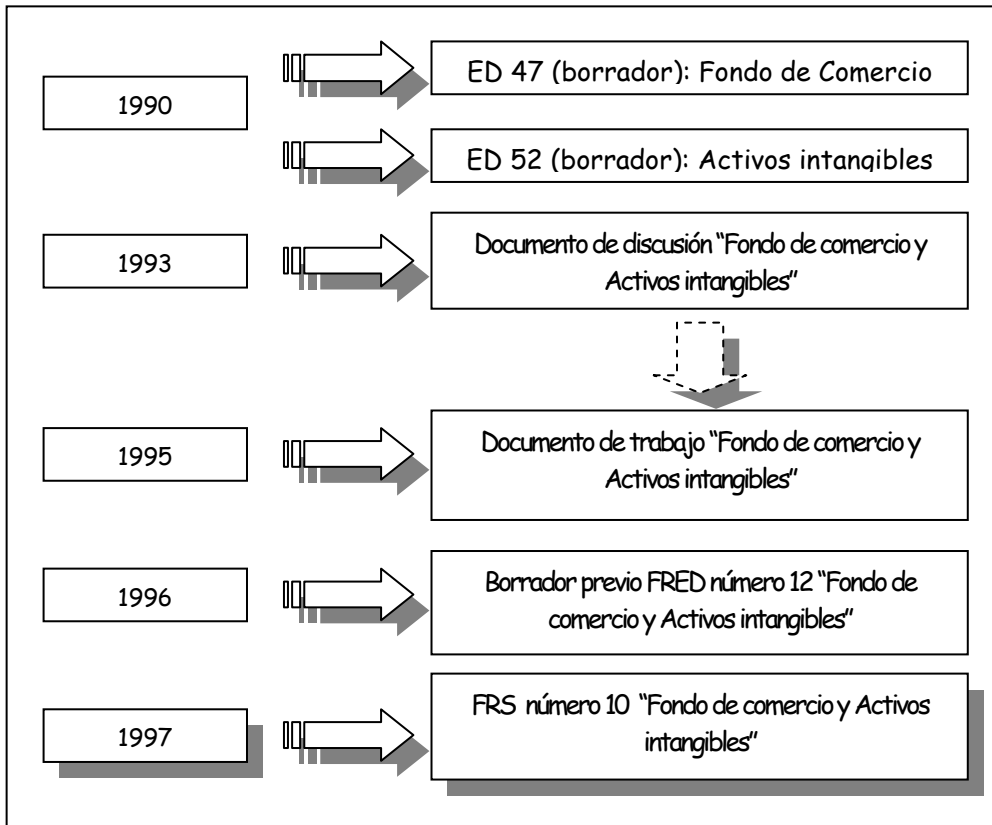 1990
ED 47 (borrador): Fondo de Comercio
ED 52 (borrador): Activos intangibles
1993
Documento de discusión “Fondo de comercio y
Activos intangibles”
1995
Documento de trabajo “Fondo de comercio y
Activos intangibles”
1996
Borrador previo FRED número 12 “Fondo de
comercio y Activos intangibles”
1997
FRS número 10 “Fondo de comercio y Activos
intangibles”